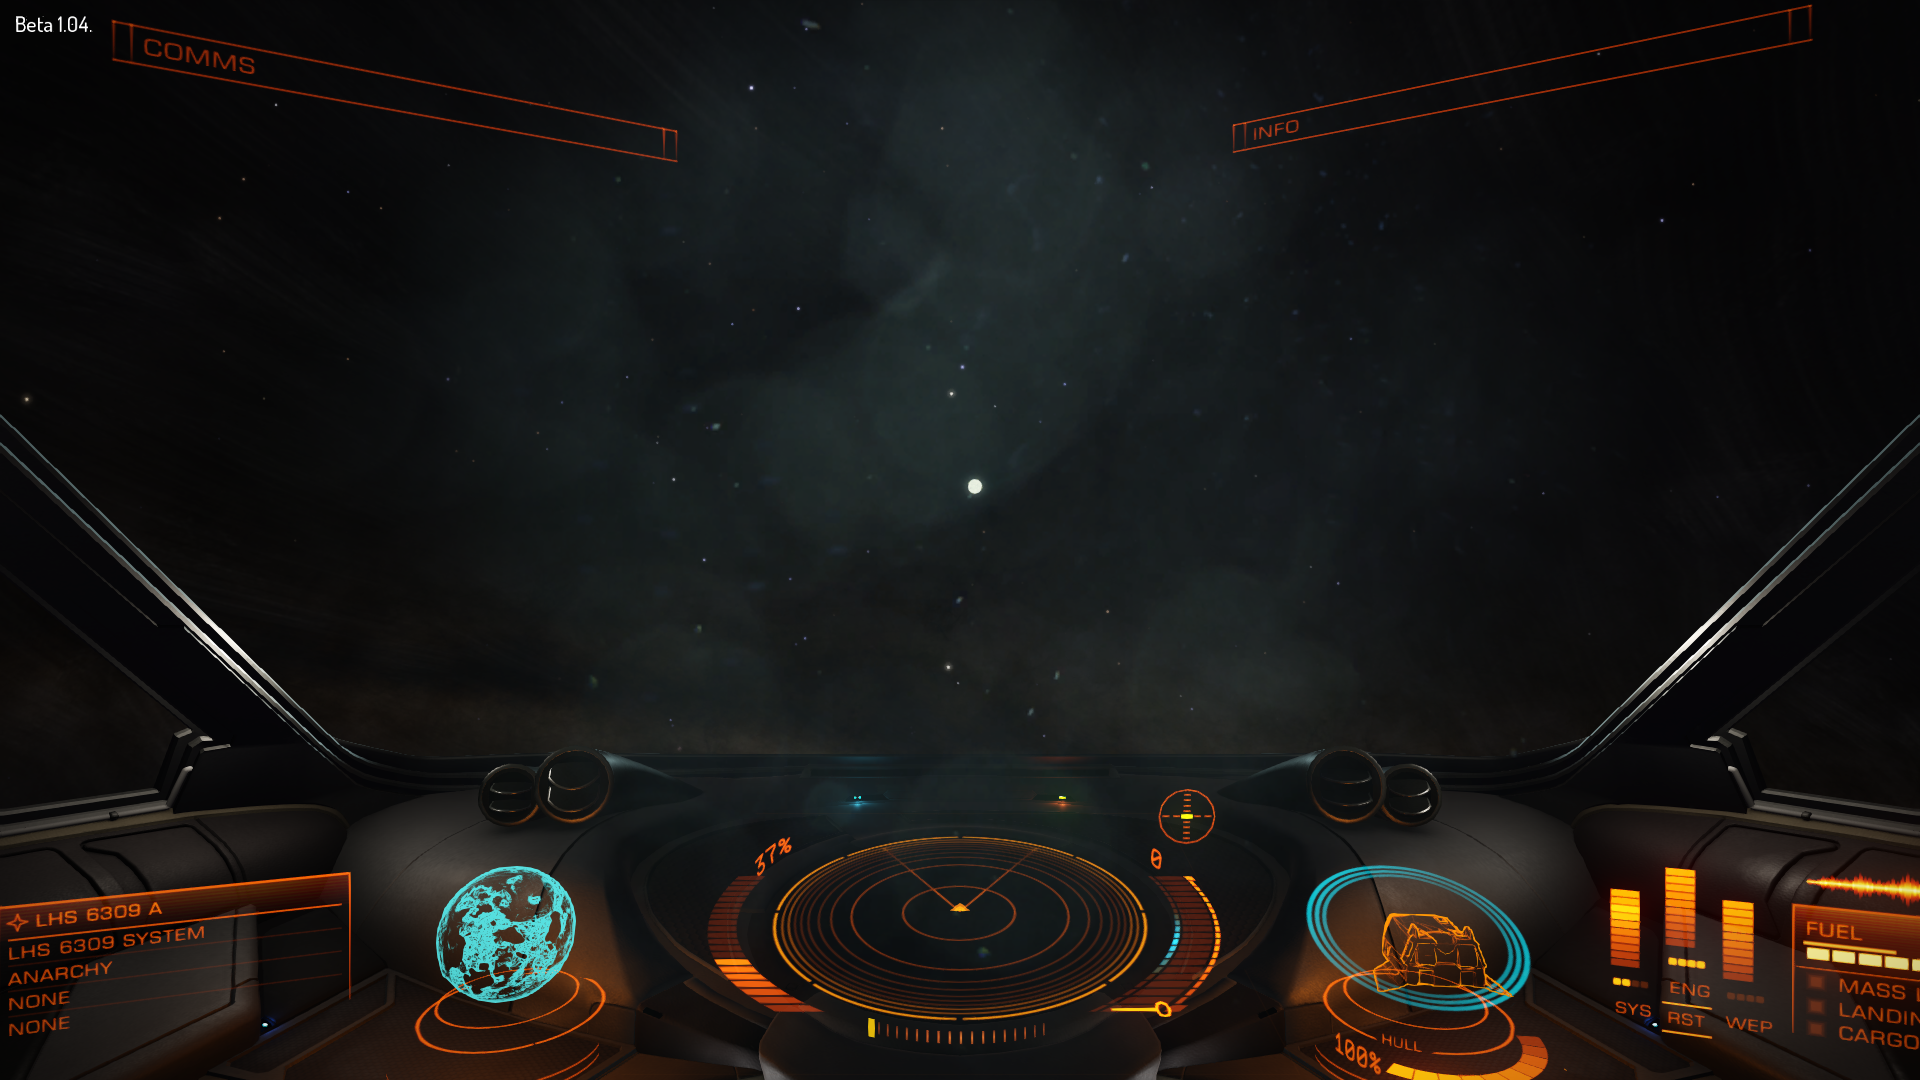 Beta 1.04.
COMMS
INFO
37%
0
LHS 6309 A
LHS 6309 SYSTEM
ANARCHY
NONE
NONE
SYS
ENG
RST
WEP
FUEL
MASS L
LANDIN
CARGO
HULL
100%